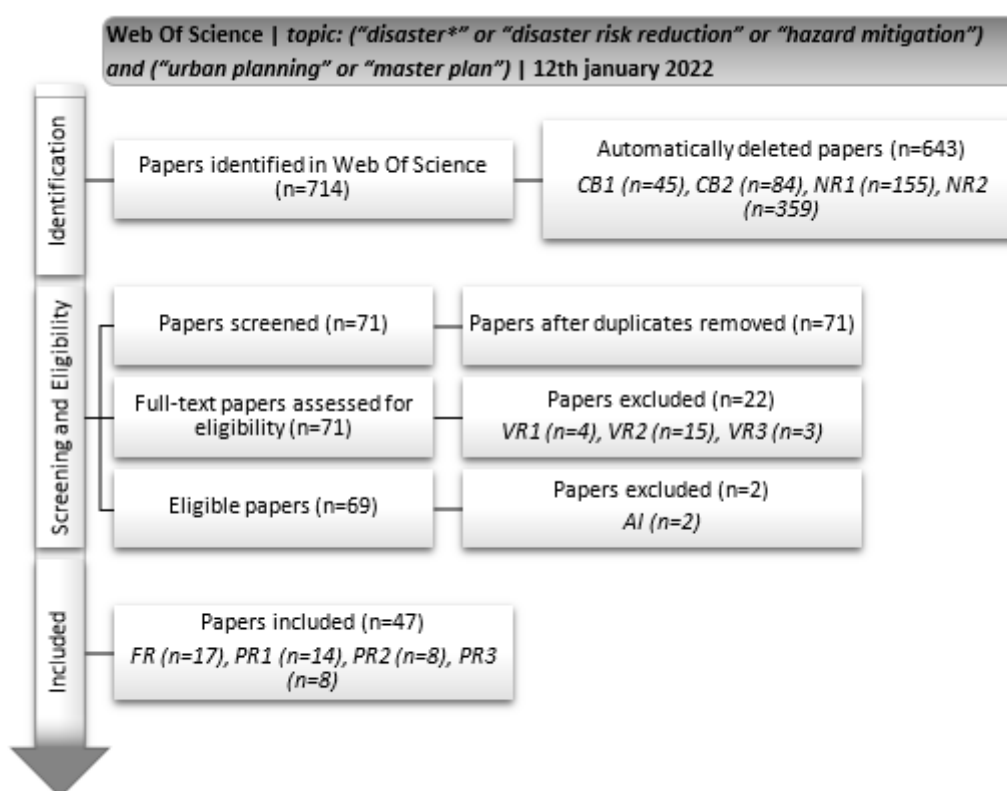 Web Of Science | topic: (“disaster*” or “disaster risk reduction” or “hazard mitigation”)
and (“urban planning” or “master plan”) | 12th january 2022
Identification
Papers identified in Web Of Science
(n=714)
Automatically deleted papers (n=643)
CB1 (n=45), CB2 (n=84), NR1 (n=155), NR2
(n=359)
Screening and Eligibility
Papers screened (n=71)
Papers after duplicates removed (n=71)
Full-text papers assessed for
eligibility (n=71)
Papers excluded (n=22)
VR1 (n=4), VR2 (n=15), VR3 (n=3)
Eligible papers (n=69)
Papers excluded (n=2)
AI (n=2)
Included
Papers included (n=47)
FR (n=17), PR1 (n=14), PR2 (n=8), PR3
(n=8)